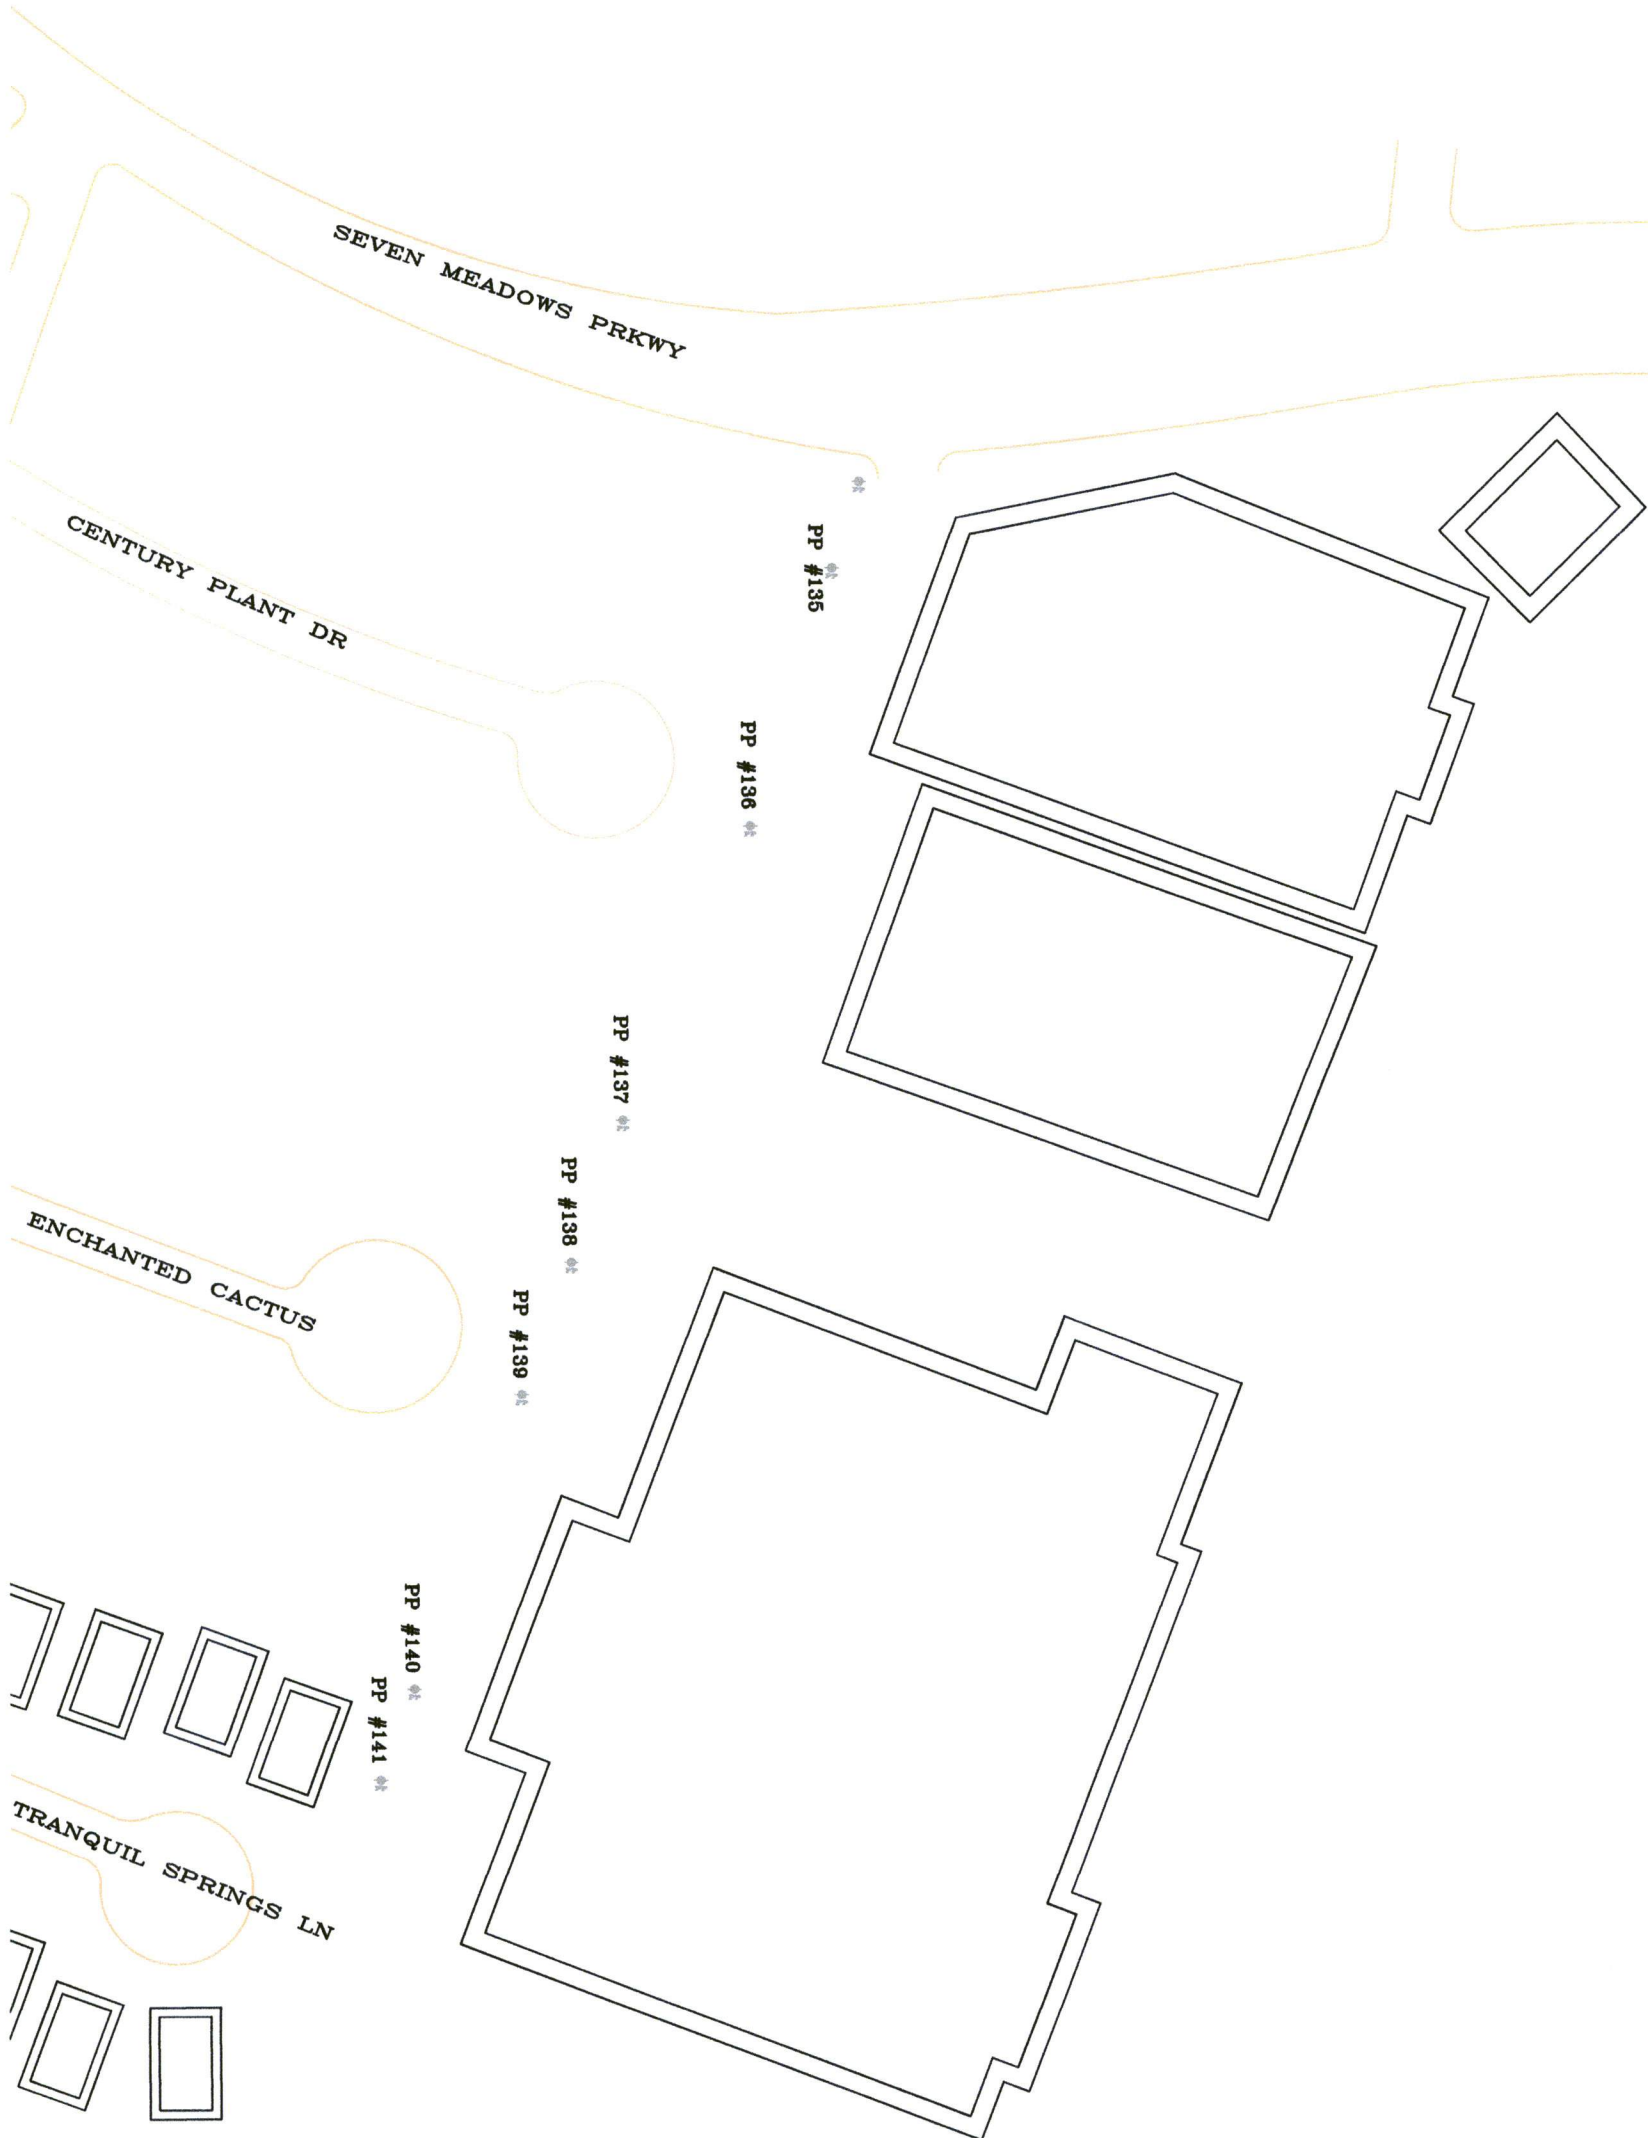 SEVEN MEADOWS PRKWY
CENTURY PLANT DR
PP #135
PP #136
PP #137
PP #138
ENCHANTED CACTUS
PP #139
PP #140
PP #141
TRANQUIL SPRINGS LN